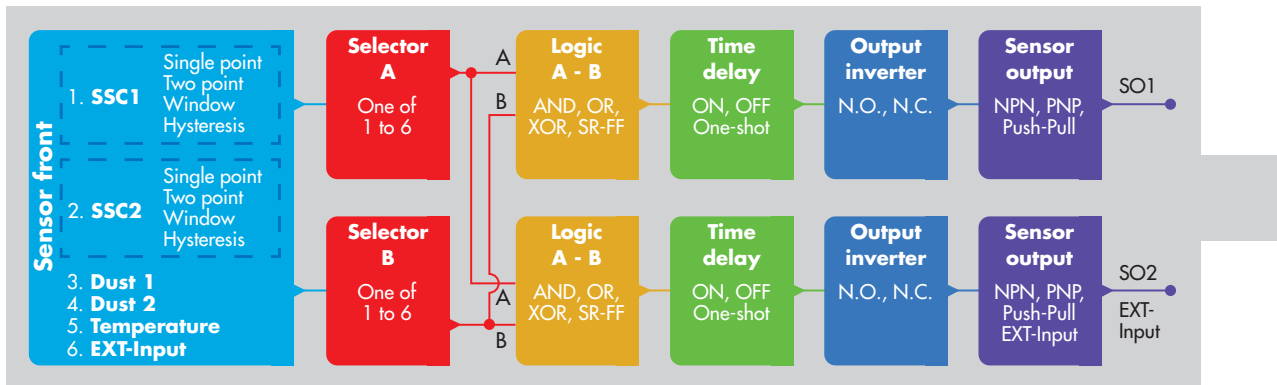 Sensor front
1. SSC1
Single point
Two point
Window
Hysteresis
2. SSC2
Single point
Two point
Window
Hysteresis
3. Dust 1
4. Dust 2
5. Temperature
6. EXT-Input
Selector
A
One of
1 to 6
A
B
Logic
A - B
AND, OR,
XOR, SR-FF
Time
delay
ON, OFF
One-shot
Output
inverter
N.O., N.C.
Sensor
output
NPN, PNP
Push-Pull
SO1
Selector
B
One of
1 to 6
A
B
Logic
A - B
AND, OR,
XOR, SR-FF
Time
delay
ON, OFF
One-shot
Output
inverter
N.O., N.C.
Sensor
output
NPN, PNP,
Push-Pull
EXT-Input
SO2
EXT-
Input